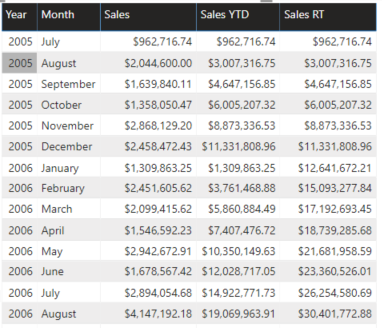 Year Month Sales Sales YTD Sales RT
2005 July $962,716.74 $962,716.74 $962,716.74
2005 August $2,044,600.00 $3,007,316.75 $3,007,316.75
2005 September $1,639,840.11 $4,647,156.85 $4,647,156.85
2005 October $1,358,050.47 $6,005,207.32 $6,005,207.32
2005 November $2,868,129.20 $8,873,336.53 $8,873,336.53
2005 December $2,458,472.43 $11,331,808.96 $11,331,808.96
2006 January $1,309,863.25 $1,309,863.25 $12,641,672.21
2006 February $2,451,605.62 $3,761,468.88 $15,093,277.84
2006 March $2,099,415.62 $5,860,884.49 $17,192,693.45
2006 April $1,546,592.23 $7,407,476.72 $18,739,285.68
2006 May $2,942,672.91 $10,350,149.63 $21,681,958.59
2006 June $1,678,567.42 $12,028,717.05 $23,360,526.01
2006 July $2,894,054.68 $14,922,771.73 $26,254,580.69
2006 August $4,147,192.18 $19,069,963.91 $30,401,772.88